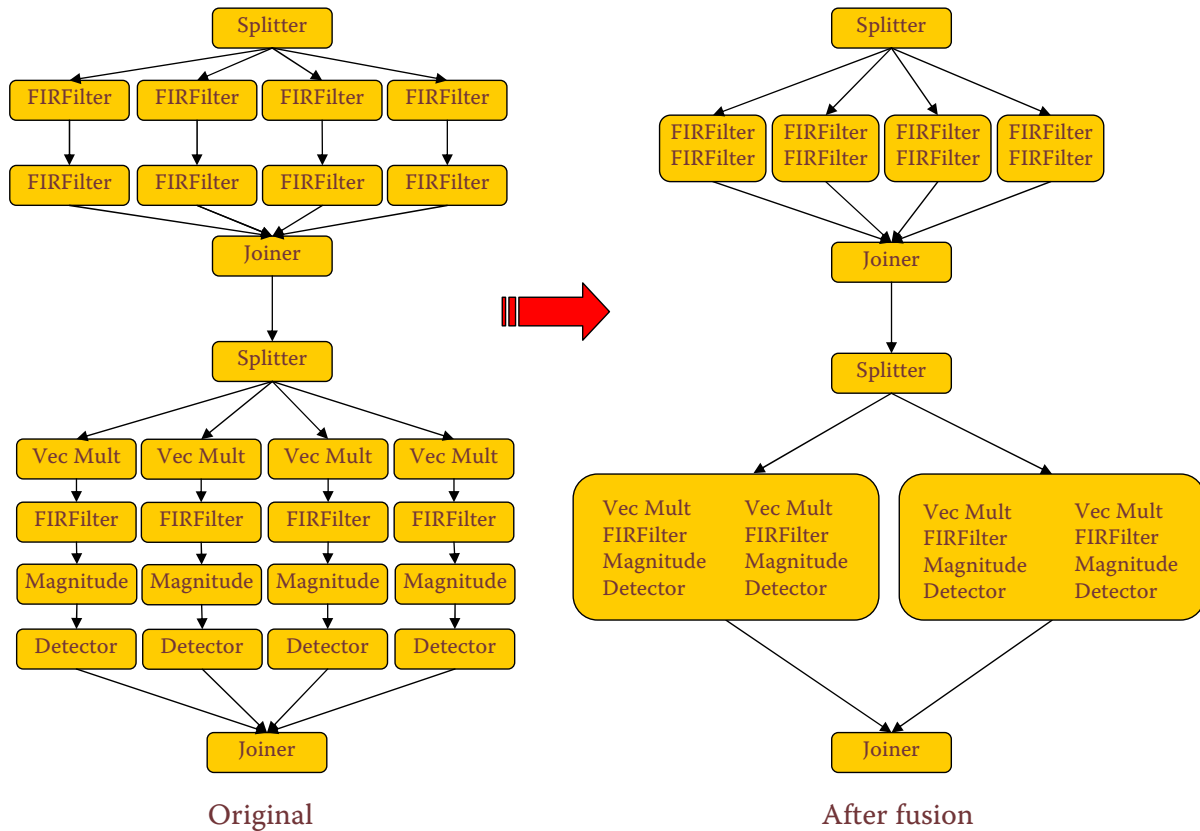 Splitter
FIRFilter FIRFilter FIRFilter FIRFilter
FIRFilter FIRFilter FIRFilter FIRFilter
Joiner
Splitter
Vec Mult Vec Mult Vec Mult Vec Mult
FIRFilter FIRFilter FIRFilter FIRFilter
Magnitude Magnitude Magnitude Magnitude
Detector Detector Detector Detector
Joiner
Original
Splitter
FIRFilter FIRFilter FIRFilter FIRFilter
FIRFilter FIRFilter FIRFilter FIRFilter
Joiner
Splitter
Vec Mult Vec Mult Vec Mult Vec Mult
FIRFilter FIRFilter FIRFilter FIRFilter
Magnitude Magnitude Magnitude Magnitude
Detector Detector Detector Detector
Joiner
After fusion